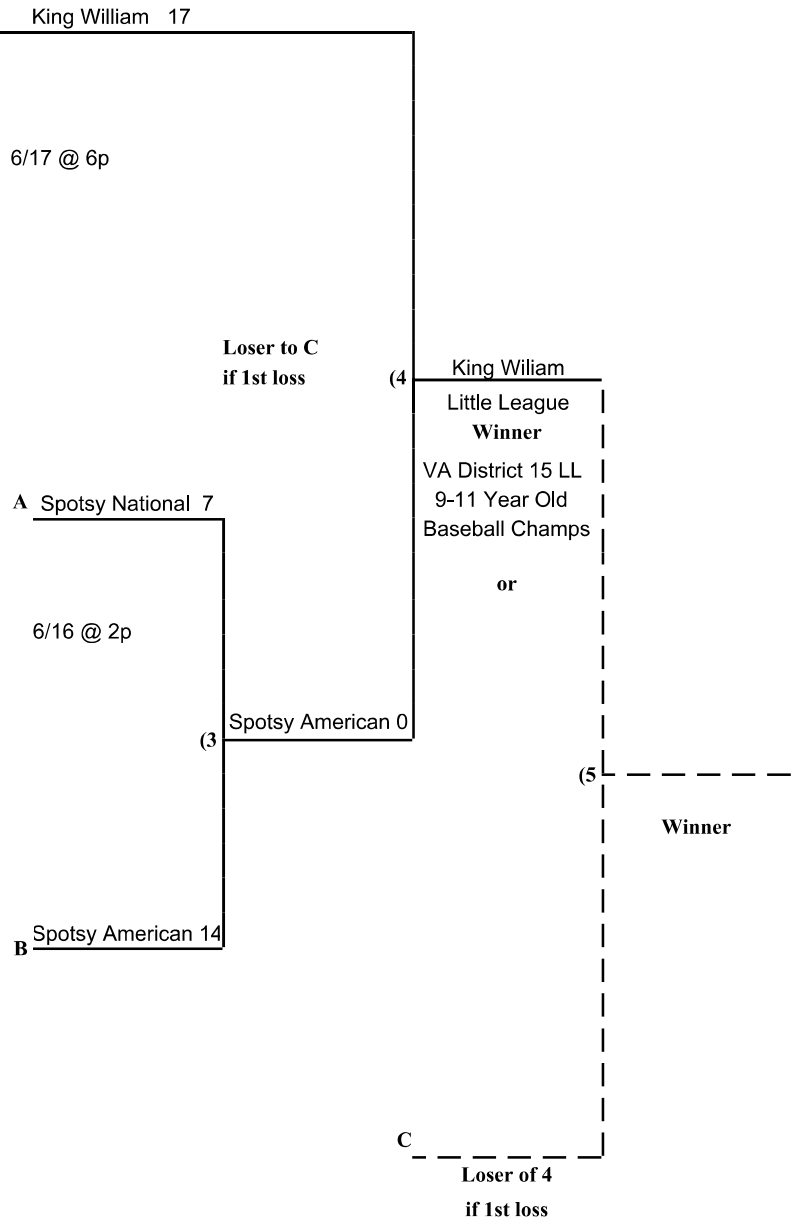 King William 17
6/17 @ 6p
Loser to C
if 1st loss
(4
King Wiliam
Little League
Winner
VA District 15 LL
9-11 Year Old
Baseball Champs
or
A Spotsy National 7
6/16 @ 2p
Spotsy American 0
(3
(5
Winner
Spotsy American 14
B
C
Loser of 4
if 1st loss